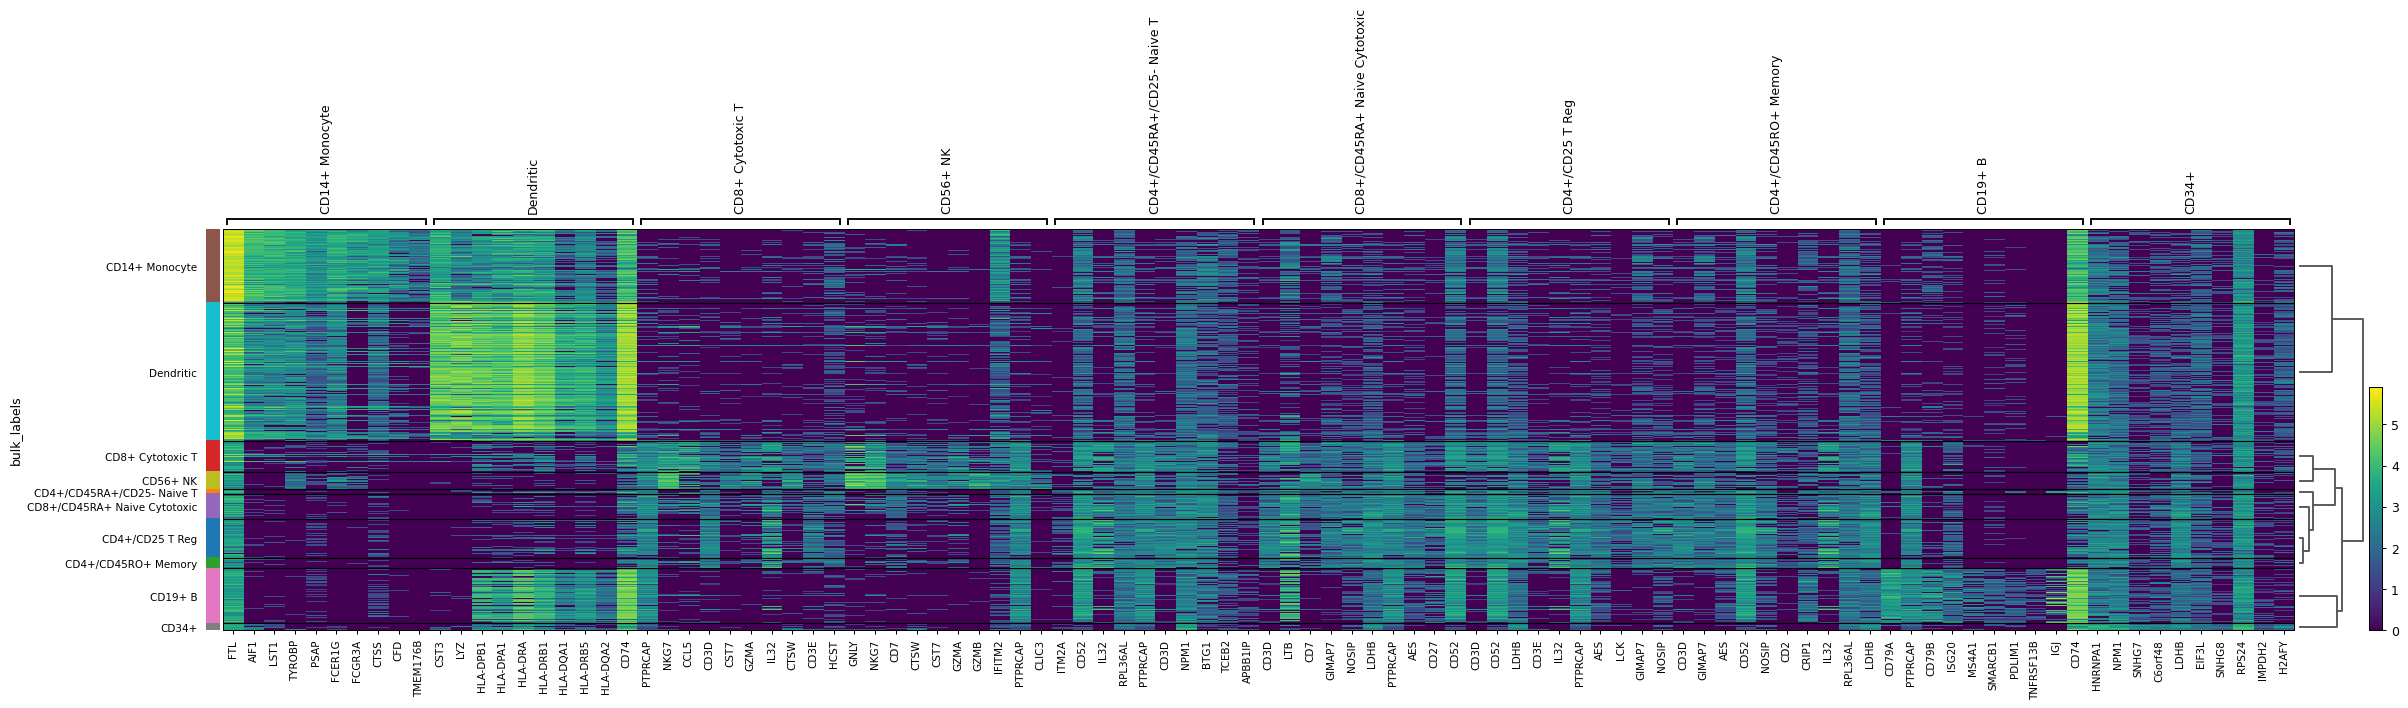 CD14+ Monocyte
Dendritic
CD8+ Cytotoxic T
CD56+ NK
CD4+/CD45RA+/CD25- Naive T
CD8+/CD45RA+ Naive Cytotoxic
CD4+/CD25 T Reg
CD4+/CD45RO+ Memory
CD19+ B
CD34+
bulk_labels
CD14+ Monocyte
Dendritic
CD8+ Cytotoxic T
CD56+ NK
CD4+/CD45RA+/CD25- Naive T
CD8+/CD45RA+ Naive Cytotoxic
CD4+/CD25 T Reg
CD4+/CD45RO+ Memory
CD19+ B
CD34+
5
4
3
2
1
0
FTL
AIF1
LST1
TYROBP
PSAP
FCER1G
FCGR3A
CTSS
CFD
TMEM176B
CST3
LYZ
HLA-DPB1
HLA-DPA1
HLA-DRA
HLA-DRB1
HLA-DQA1
HLA-DRB5
HLA-DQA2
CD74
PTPRCAP
NKG7
CCL5
CD3D
CST7
GZMA
IL32
CTSW
CD3E
HCST
GNLY
NKG7
CD7
CTSW
CST7
GZMA
GZMB
IFITM2
PTPRCAP
CLIC3
ITM2A
CD52
IL32
RPL36AL
PTPRCAP
CD3D
NPM1
BTG1
TCEB2
APBB1IP
CD3D
LTB
CD7
GIMAP7
NOSIP
LDHB
PTPRCAP
AES
CD27
CD52
CD3D
CD52
LDHB
CD3E
IL32
PTPRCAP
AES
LCK
GIMAP7
NOSIP
CD3D
GIMAP7
AES
CD52
NOSIP
CD2
CRIP1
IL32
RPL36AL
LDHB
CD79A
PTPRCAP
CD79B
ISG20
MS4A1
SMARCB1
PDLIM1
TNFRSF13B
IGJ
CD74
HNRNPA1
NPM1
SNHG7
C6orf48
LDHB
EIF3L
SNHG8
RPS24
IMPDH2
H2AFY